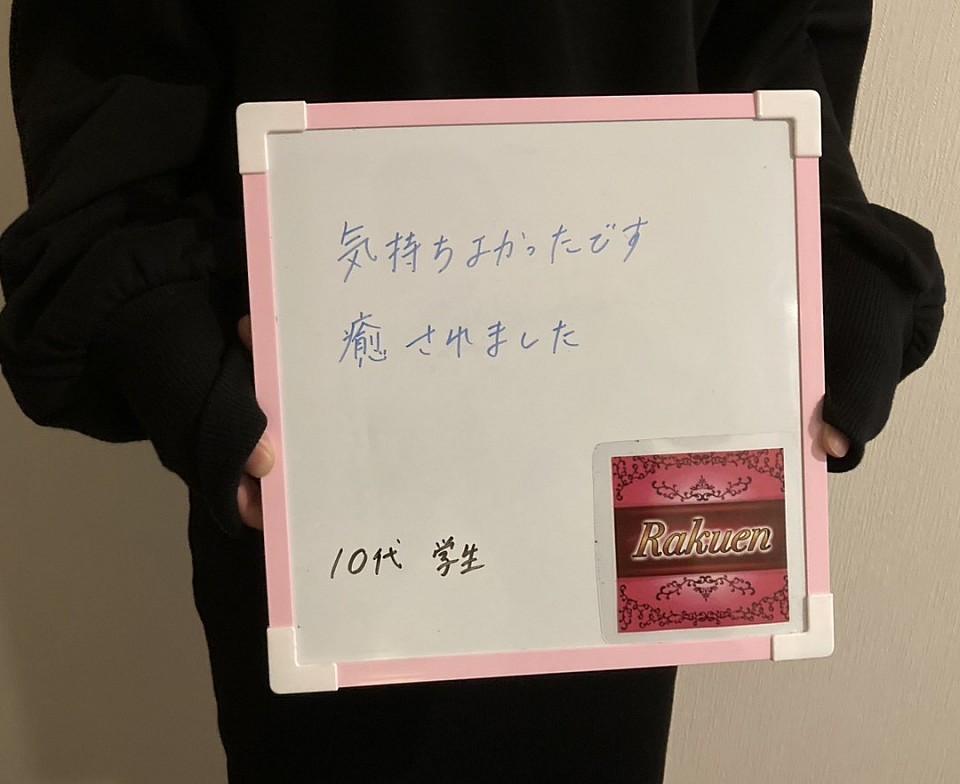 気持ちよかったです
癒されました
10代 学生
Rakuen